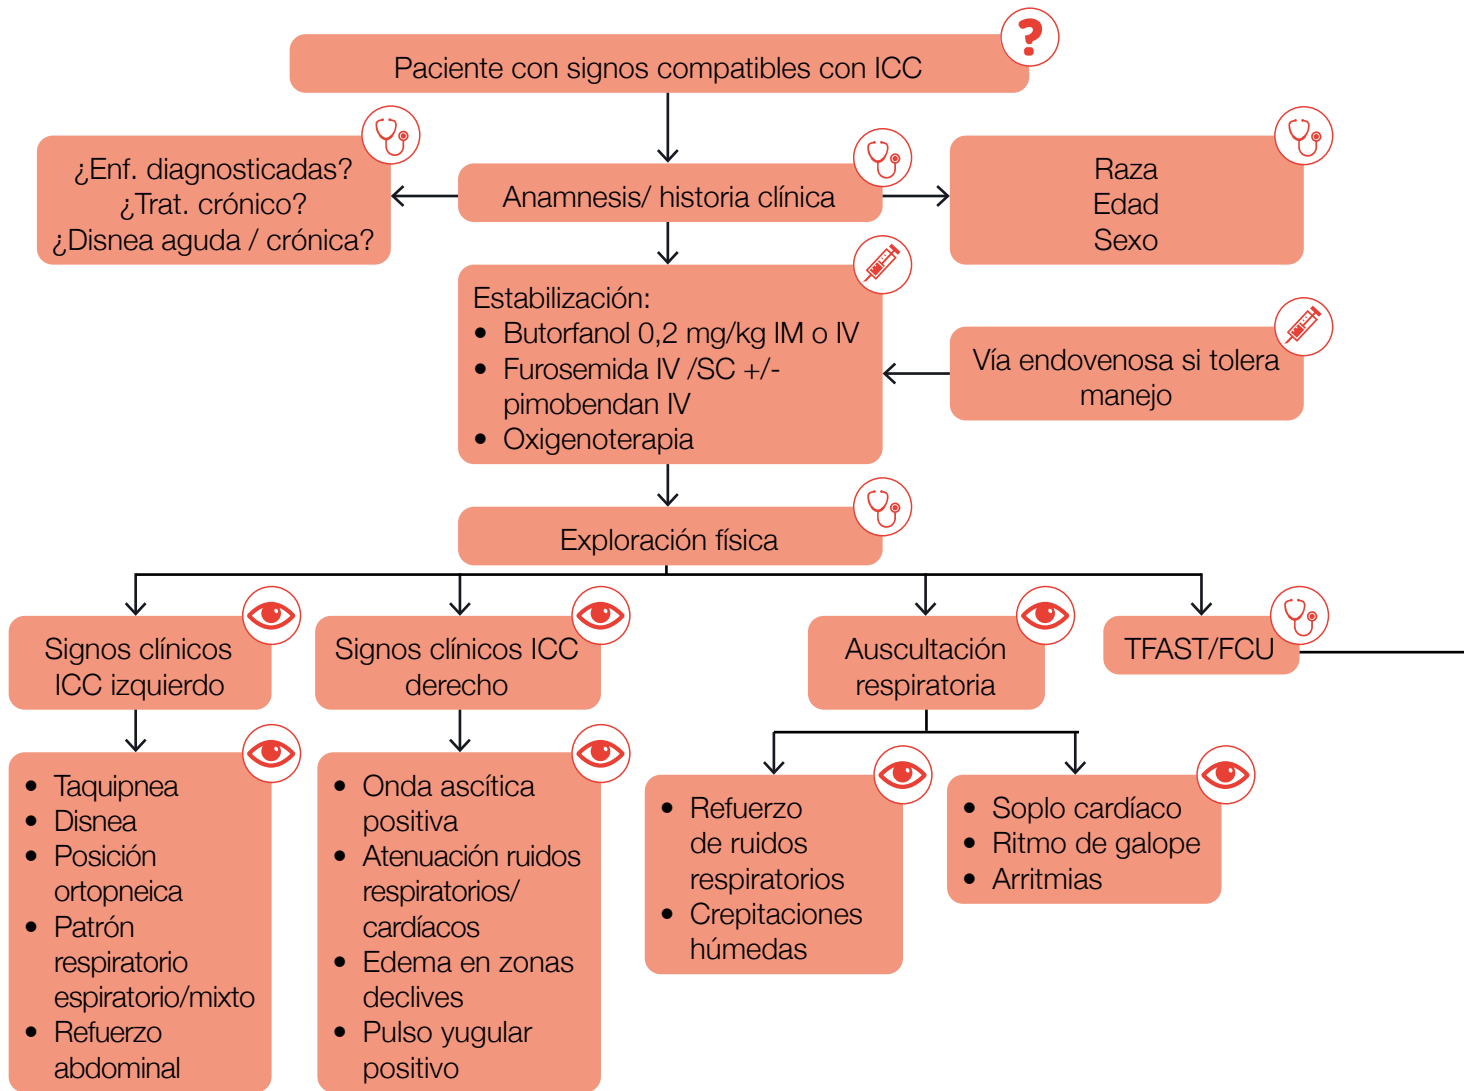 ?
Paciente con signos compatibles con ICC
¿Enf. diagnosticadas?
¿Trat. crónico?
¿Disnea aguda / crónica?
Anamnesis/ historia clínica
Raza
Edad
Sexo
Estabilización:
• Butorfanol 0,2 mg/kg IM o IV
• Furosemida IV /SC +/-
pimobendan IV
• Oxigenoterapia
Vía endovenosa si tolera
manejo
Exploración física
Signos clínicos
ICC izquierdo
Signos clínicos ICC
derecho
Auscultación
respiratoria
TFAST/FCU
• Taquipnea
• Disnea
• Posición
ortopneica
• Patrón
respiratorio
espiratorio/mixto
• Refuerzo
abdominal
• Onda ascítica
positiva
• Atenuación ruidos
respiratorios/
cardíacos
• Edema en zonas
declives
• Pulso yugular
positivo
• Refuerzo
de ruidos
respiratorios
• Crepitaciones
húmedas
• Soplo cardíaco
• Ritmo de galope
• Arritmias